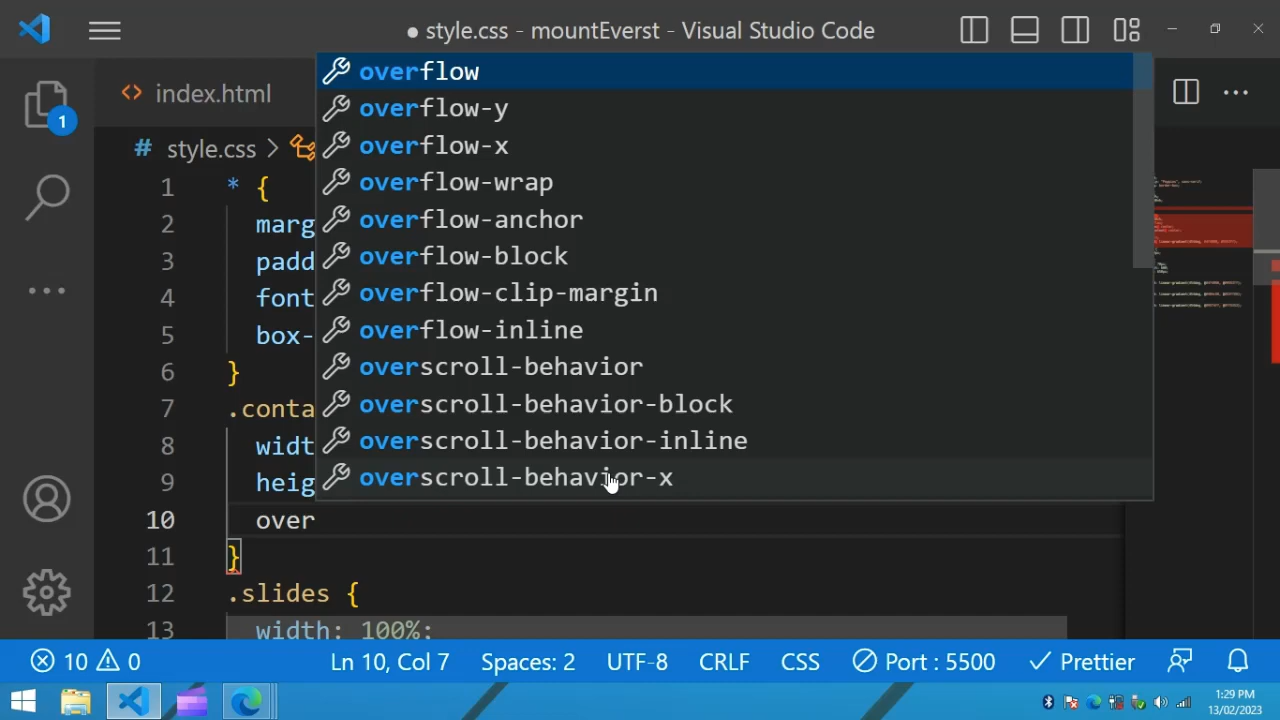 ● style.css - mountEverst - Visual Studio Code
index.html
# style.css >
1
1 * {
2 marg
3 padd
4 font
5 box-
6 }
7 .conta
8 widt
9 heig
10 over
11 }
12 .slides {
13 width: 100%;
overflow
overflow-y
overflow-x
overflow-wrap
overflow-anchor
overflow-block
overflow-clip-margin
overflow-inline
overscroll-behavior
overscroll-behavior-block
overscroll-behavior-inline
overscroll-behavior-x
10 0 Ln 10, Col 7 Spaces: 2 UTF-8 CRLF CSS Port : 5500 Prettier
1:29 PM
13/02/2023